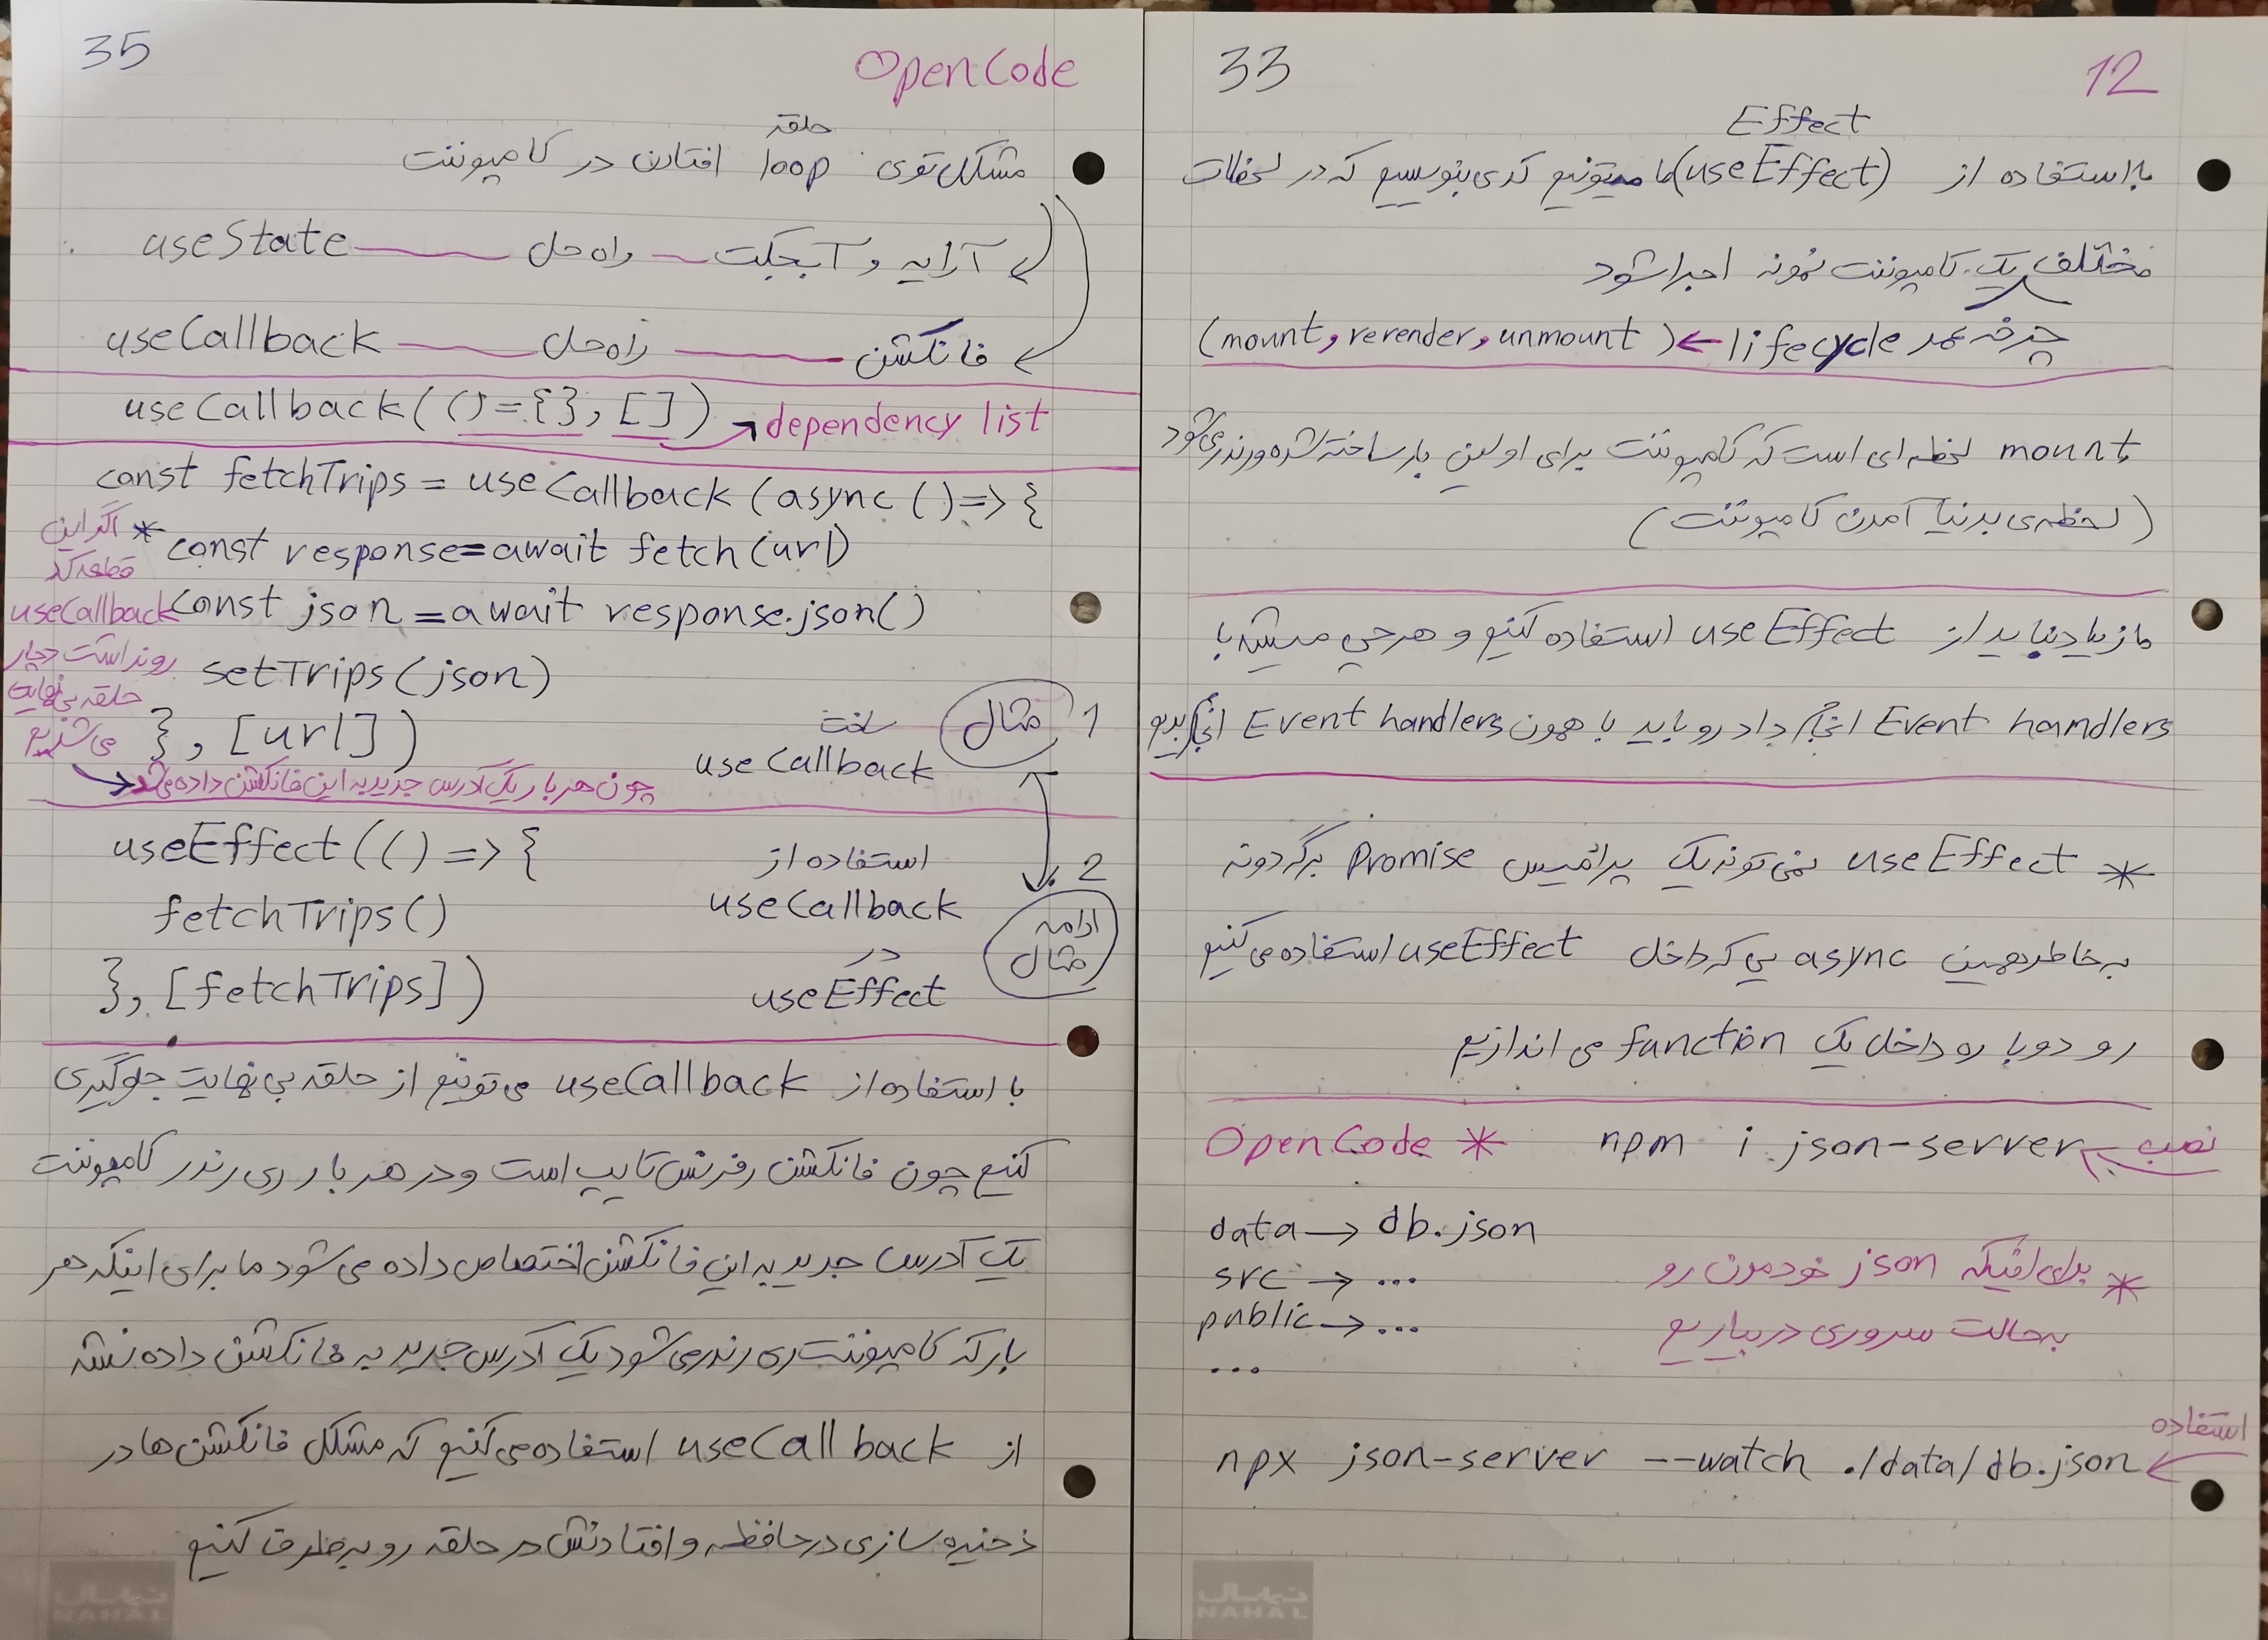 33
12
Effect
با استفاده از (useEffect) ما میتونیم کدی بنویسیم که در لحظات
مختلف یک کامپوننت نمونه اجرا شود
چرخه عمر lifecycle ← (mount, rerender, unmount)
mount لحظه ای است که کامپوننت برای اولین بار ساخته شده و رندر می شود
(لحظه ی بدنیا آمدن کامپوننت)
ما زیاد نباید از useEffect استفاده کنیم و هرچی میشه با
Event handlers انجام داد رو باید با همون Event handlers انجام بدیم
* useEffect نمی تونه یک پرامیس Promise برگردونه
به خاطر همین async یی که داخل useEffect استفاده می کنیم
رو دوباره داخل یک function می اندازیم
OpenCode * npm i json-server نصب
data → db.json
src → ...
public → ...
...
* برای اینکه json خودمون رو
به حالت سروری در بیاریم
استفاده
npx json-server --watch ./data/db.json
35
OpenCode
حلقه
مشکل توی loop افتادن در کامپوننت
آرایه و آبجکت راه حل useState
فانکشن راه حل useCallback
useCallback(()={}, []) → dependency list
const fetchTrips = useCallback(async ()=> {
* const response=await fetch(url)
const json =await response.json()
setTrips(json)
}, [url])
اگر این
قطعه کد
useCallback
رو نداشت دچار
حلقه بی نهایت
می شدیم
چون هر بار یک آدرس جدید به این فانکشن داده می شد
1 مثال
ساخت
useCallback
useEffect(() => {
fetchTrips()
}, [fetchTrips])
2 ادامه
مثال
استفاده از
useCallback
در
useEffect
با استفاده از useCallback می تونیم از حلقه بی نهایت جلوگیری
کنیم چون فانکشن رفرنس تایپ است و در هر بار ری رندر کامپوننت
یک آدرس جدید به این فانکشن اختصاص داده می شود ما برای اینکه هر
بار که کامپوننت ری رندر می شود یک آدرس جدید به فانکشن داده نشه
از useCallback استفاده می کنیم که مشکل فانکشن ها در
ذخیره سازی در حافظه و افتادنش در حلقه رو برطرف کنیم
نهال
NAHAL
نهال
NAHAL